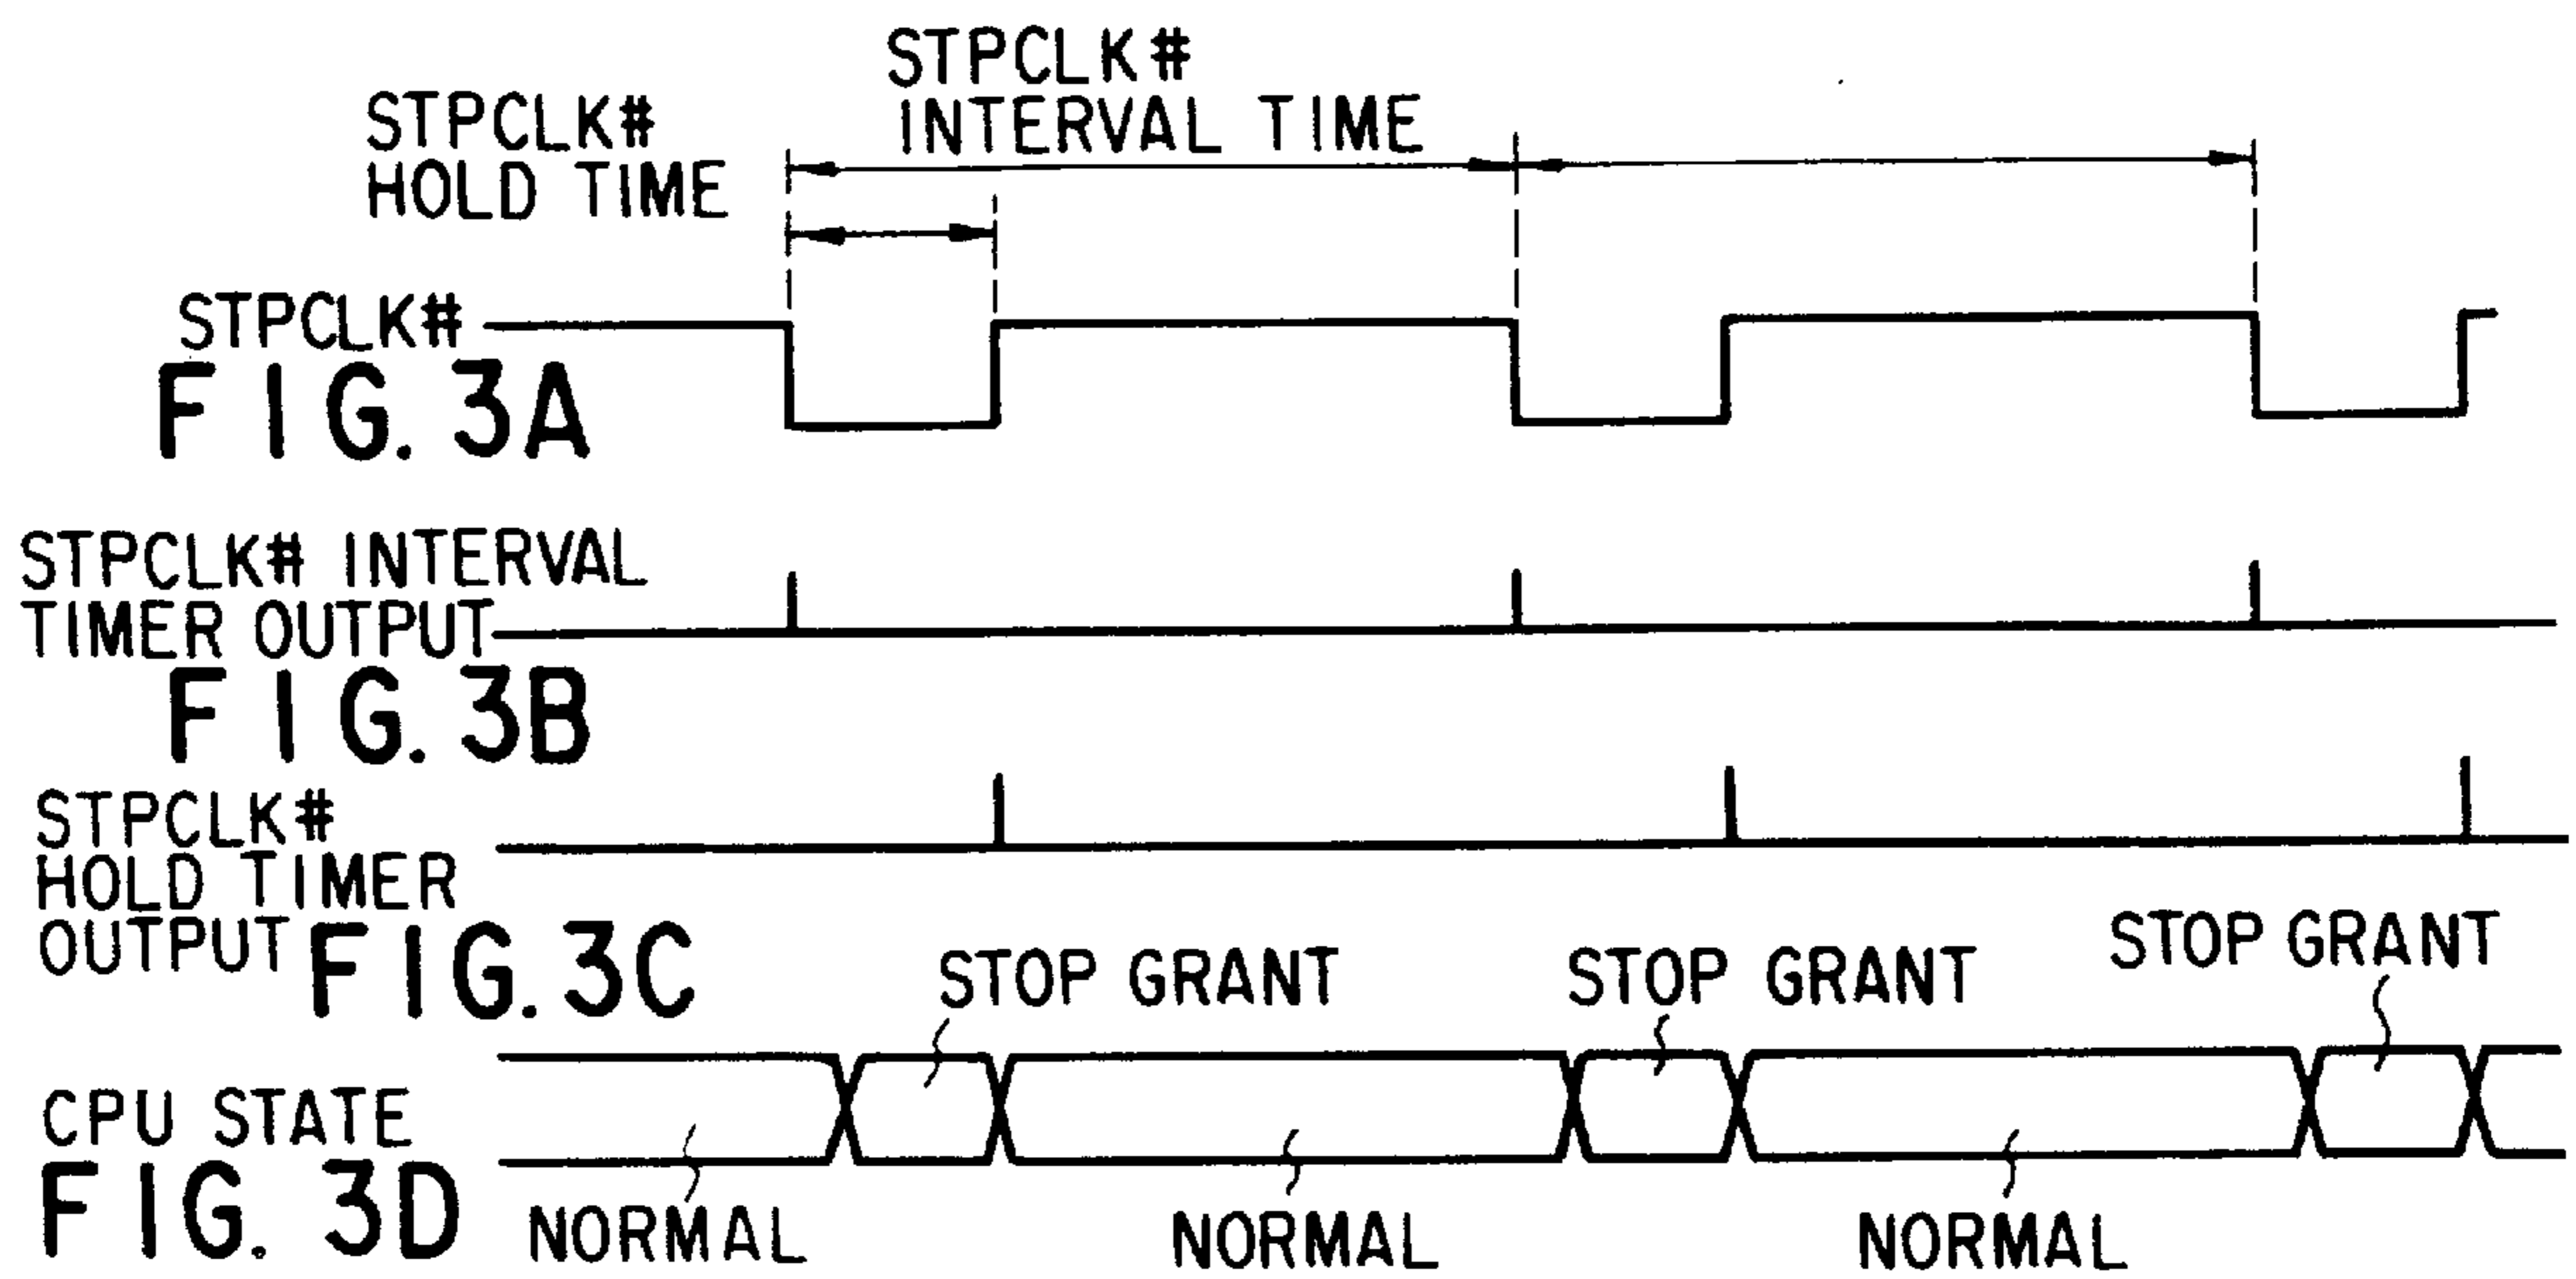 STPCLK#
INTERVAL TIME
STPCLK#
HOLD TIME
STPCLK#
FIG. 3A
STPCLK# INTERVAL
TIMER OUTPUT
FIG. 3B
STPCLK#
HOLD TIMER
OUTPUT
FIG. 3C
STOP GRANT
STOP GRANT
STOP GRANT
CPU STATE
FIG. 3D
NORMAL
NORMAL
NORMAL